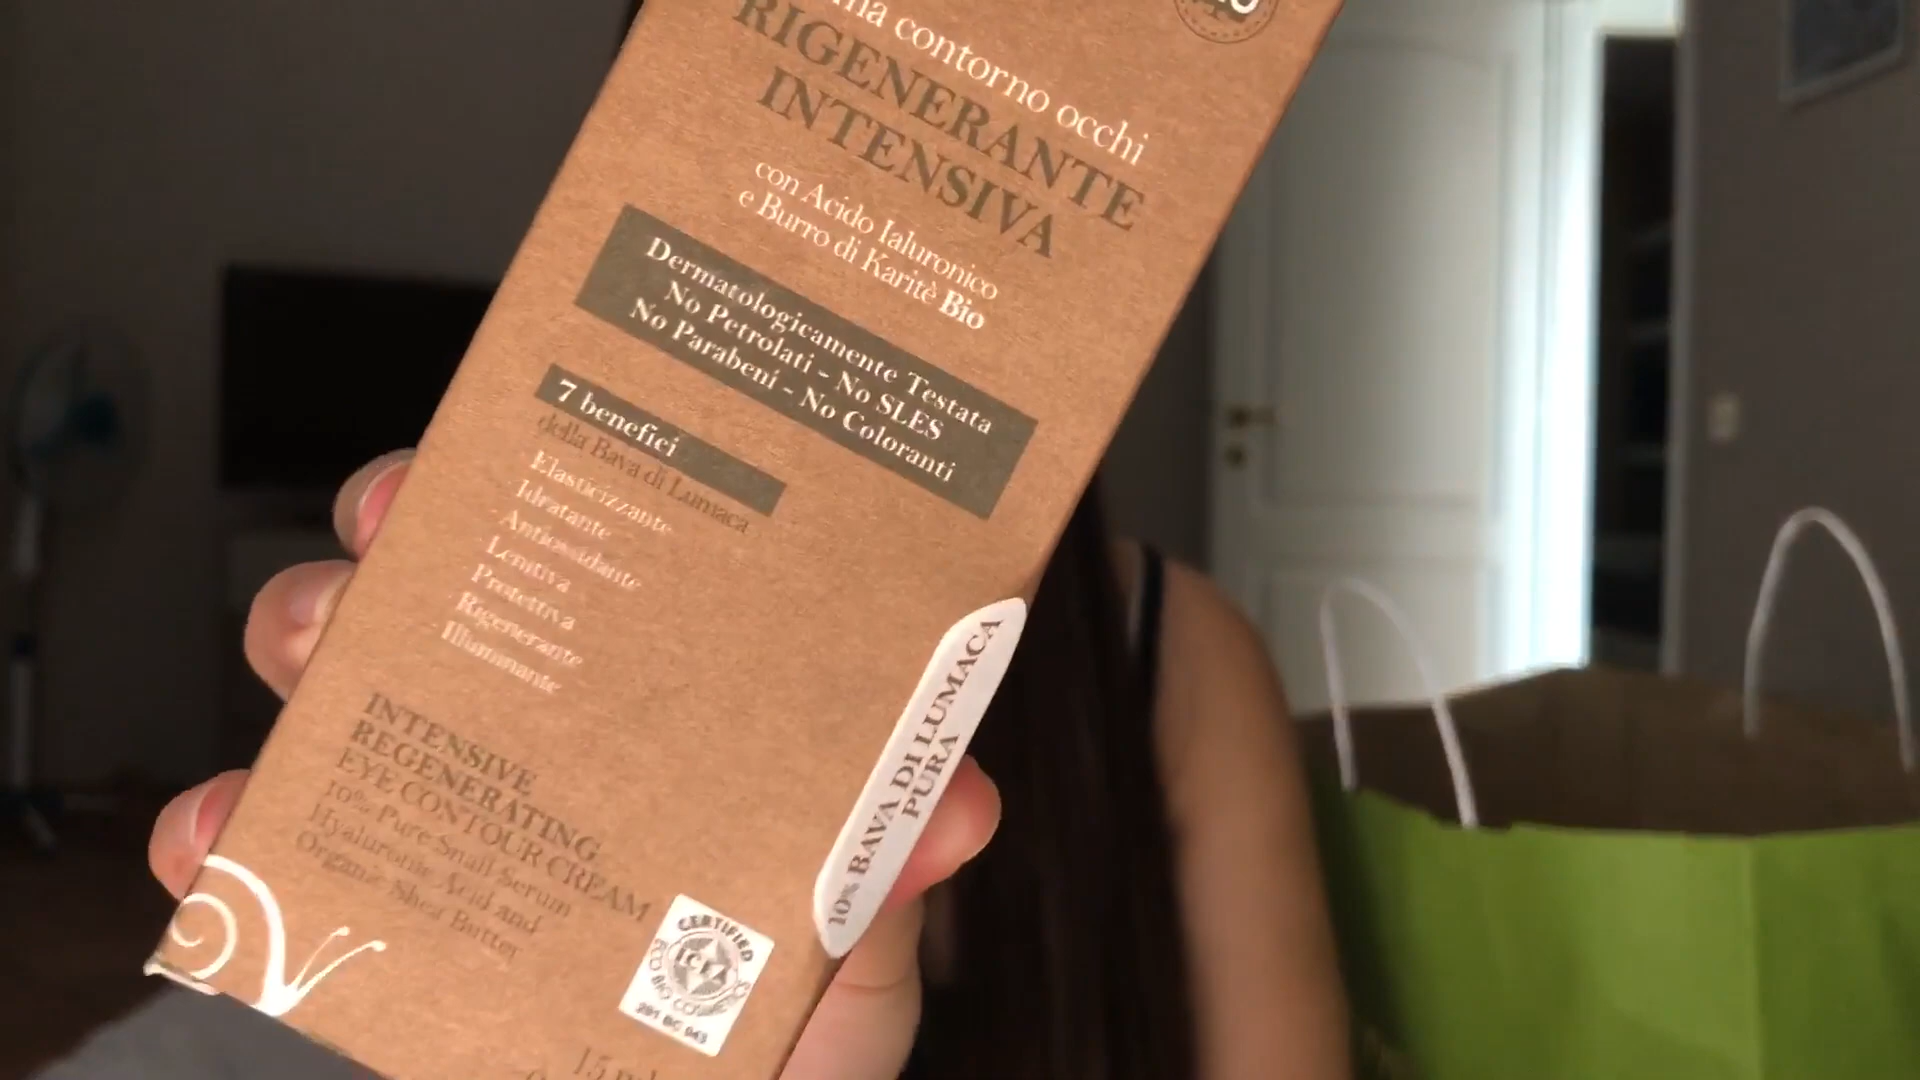 contorno occhi
RIGENERANTE
INTENSIVA
con Acido Ialuronico
e Burro di Karitè Bio
Dermatologicamente Testata
No Petrolati - No SLES
No Parabeni - No Coloranti
7 benefici
della Bava di Lumaca
Elasticizzante
Idratante
Antiossidante
Lenitiva
Protettiva
Rigenerante
Illuminante
10% BAVA DI LUMACA
PURA
INTENSIVE
REGENERATING
EYE CONTOUR CREAM
10% Pure Snail Serum
Hyaluronic Acid and
Organic Shea Butter
CERTIFIED
ICEA
ECO BIO
15 ml